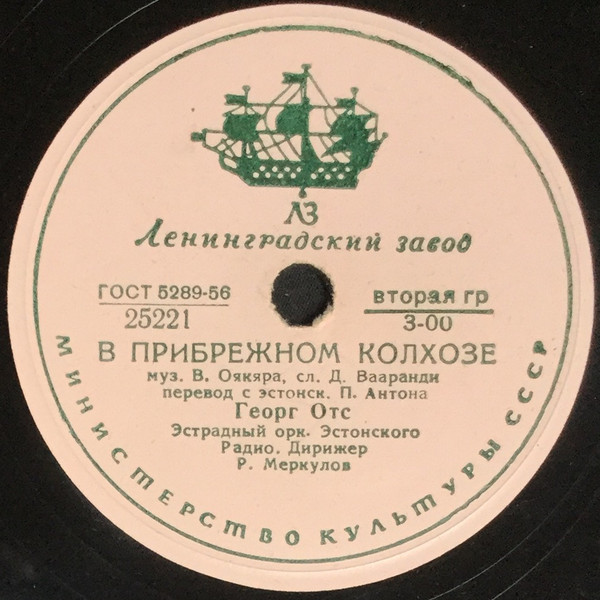 ЛЗ
Ленинградский завод
ГОСТ 5289-56
25221
вторая гр
3-00
В ПРИБРЕЖНОМ КОЛХОЗЕ
муз. В. Оякяра, сл. Д. Вааранди
перевод с эстонск. П. Антона
Георг Отс
Эстрадный орк. Эстонского
Радио. Дирижер
Р. Меркулов
МИНИСТЕРСТВО КУЛЬТУРЫ СССР